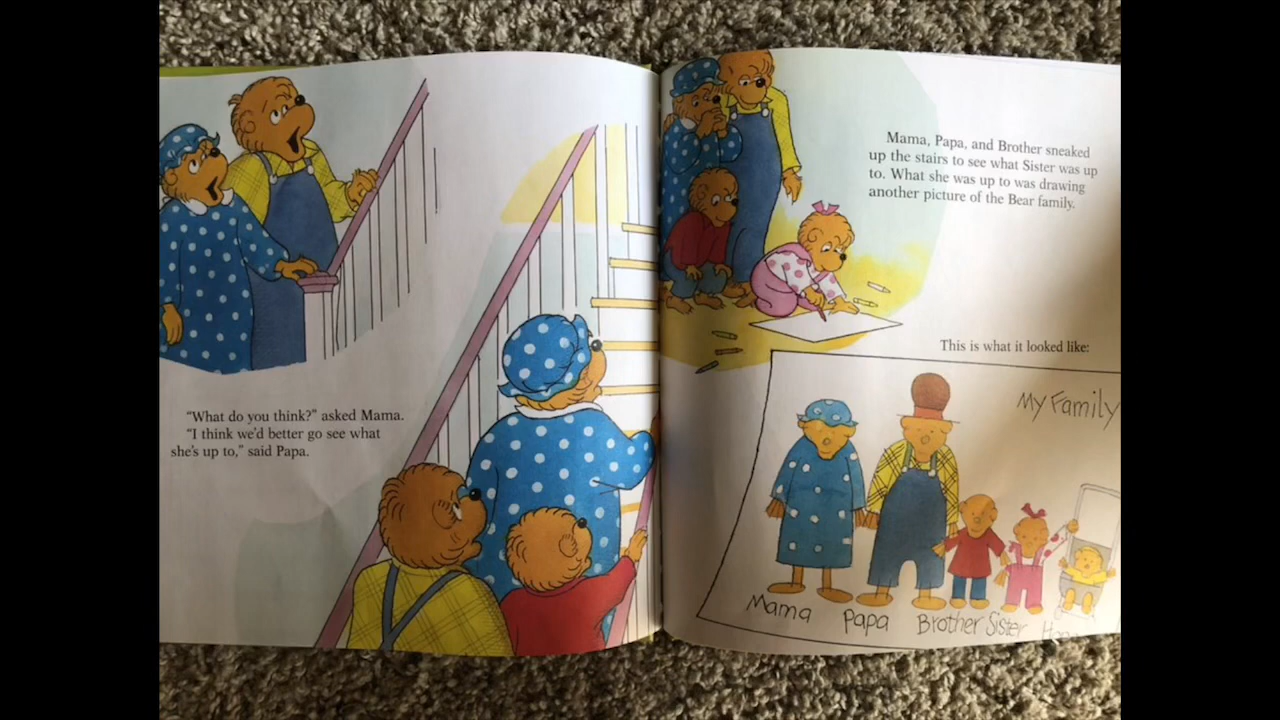 “What do you think?” asked Mama.
“I think we’d better go see what
she’s up to,” said Papa.
Mama, Papa, and Brother sneaked
up the stairs to see what Sister was up
to. What she was up to was drawing
another picture of the Bear family.
This is what it looked like:
My Family
Mama Papa Brother Sister